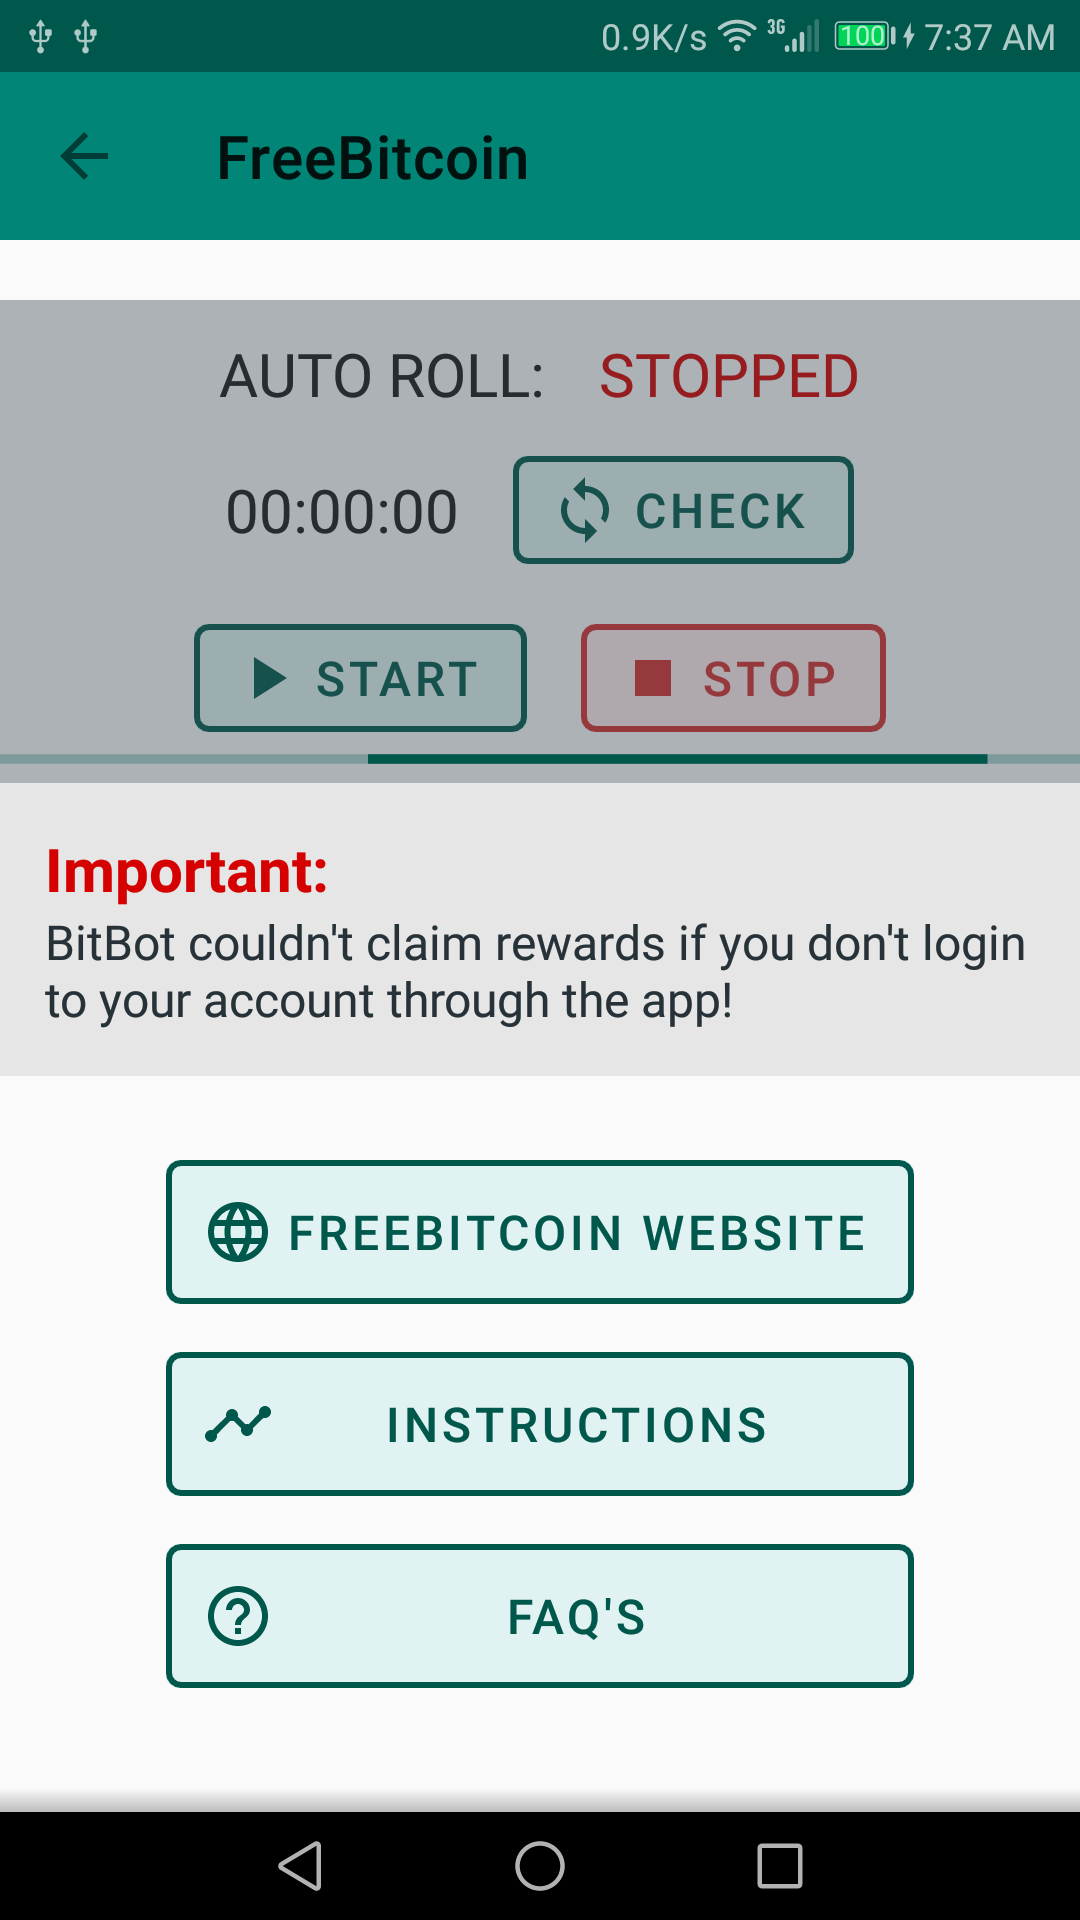 0.9K/s 3G 100 7:37 AM
FreeBitcoin
AUTO ROLL: STOPPED
00:00:00 CHECK
START STOP
Important:
BitBot couldn't claim rewards if you don't login
to your account through the app!
FREEBITCOIN WEBSITE
INSTRUCTIONS
FAQ'S